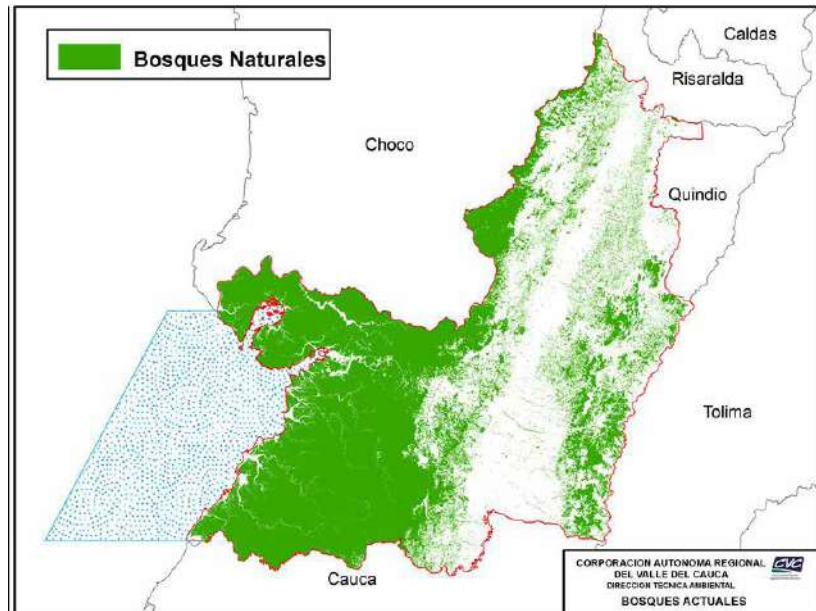 Bosques Naturales
Caldas
Risaralda
Choco
Quindio
Tolima
Cauca
CORPORACION AUTONOMA REGIONAL
DEL VALLE DEL CAUCA
DIRECCION TECNICA AMBIENTAL
CVC
BOSQUES ACTUALES